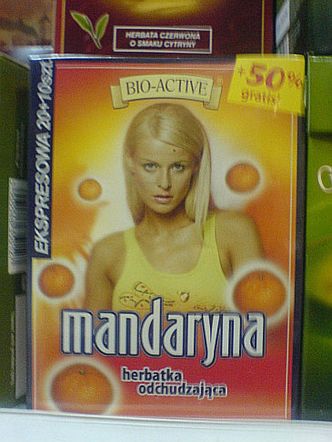 HERBATA CZERWONA
O SMAKU CYTRYNY
BIO-ACTIVE
+50%
gratis!
EKSPRESOWA 20+10szt.
mandaryna
herbatka
odchudzająca